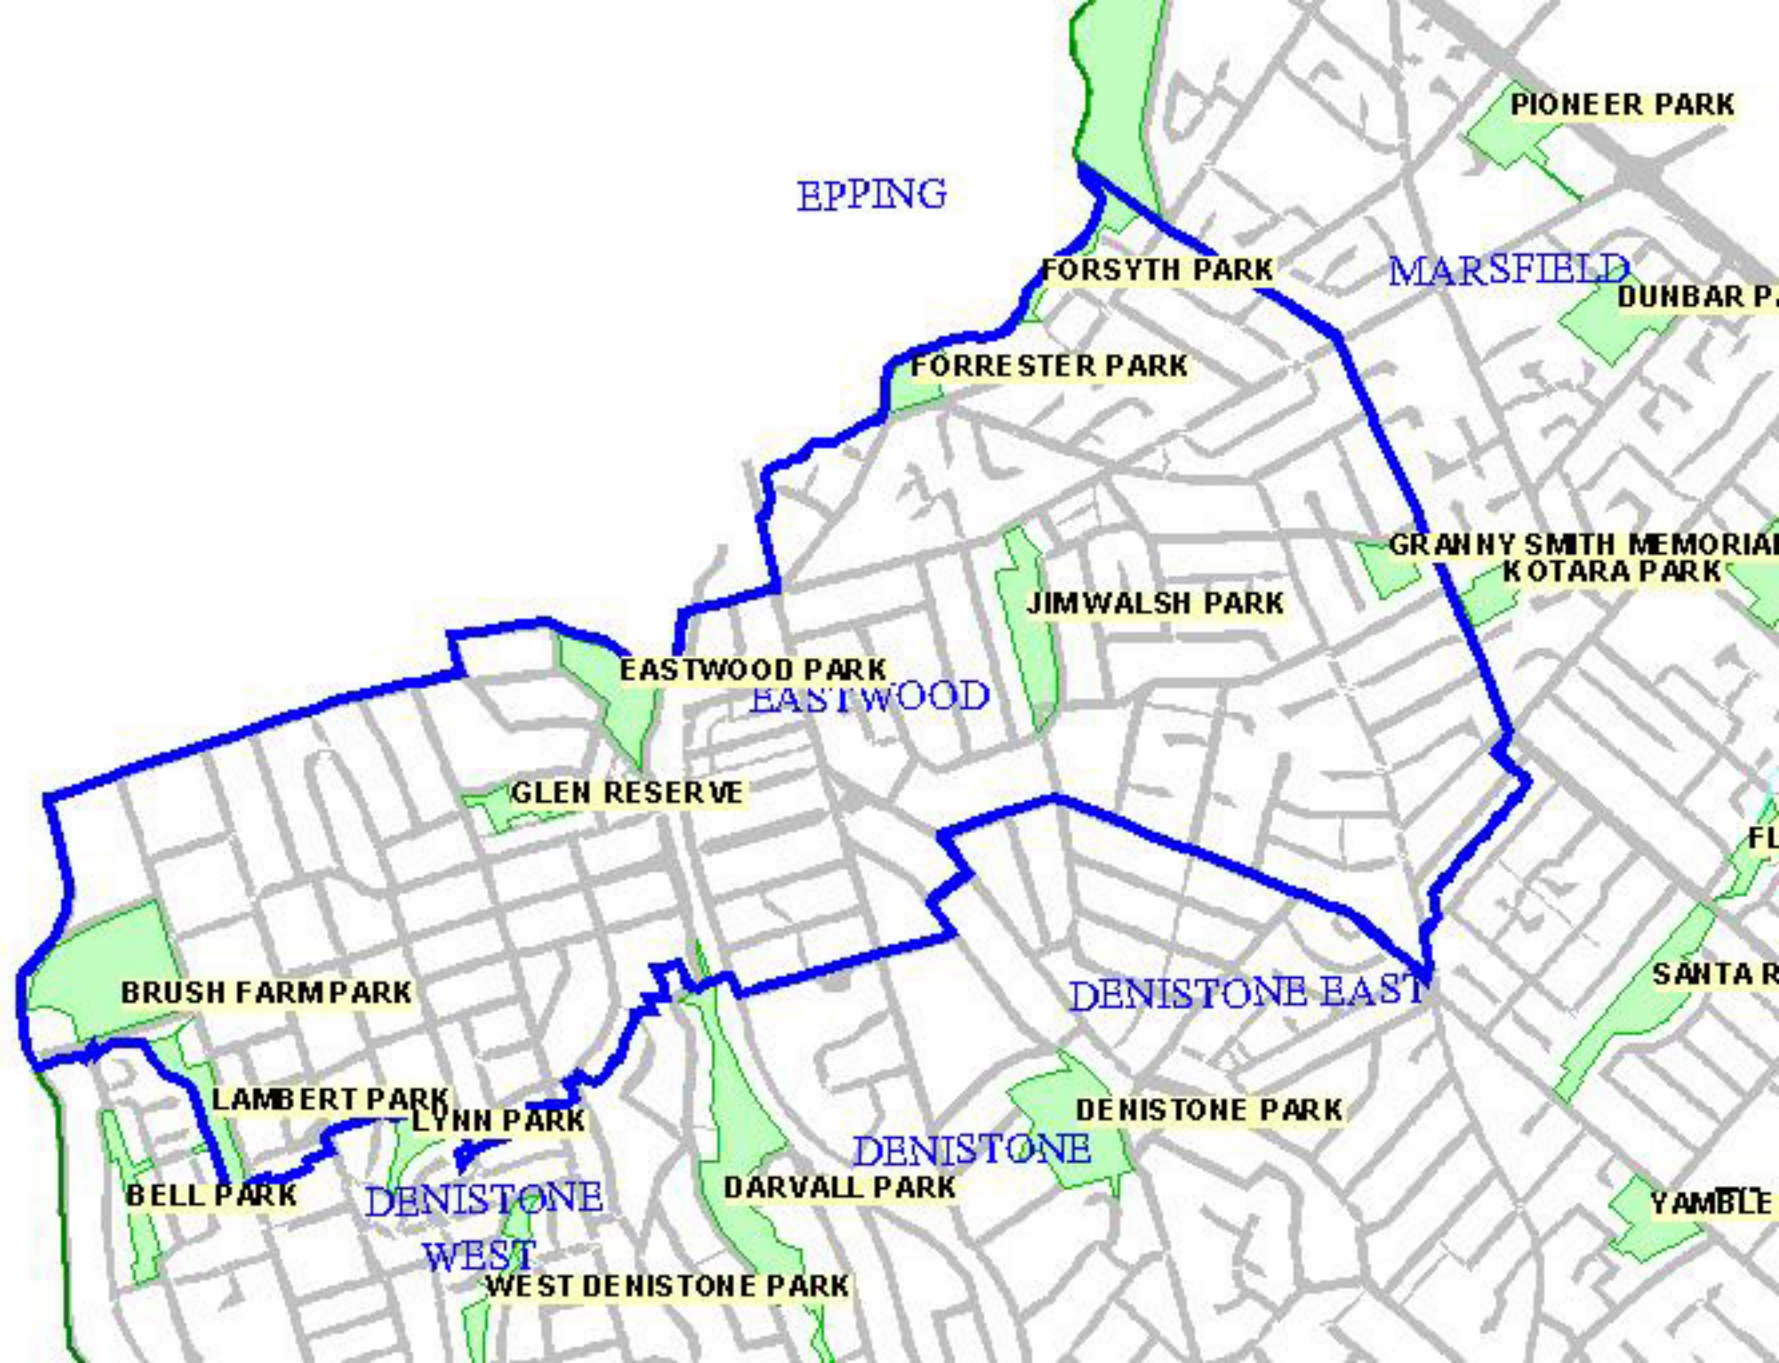 PIONEER PARK
EPPING
MARSFIELD
FORSYTH PARK
DUNBAR P
FORRESTER PARK
GRANNY SMITH MEMORIAL
KOTARA PARK
JIM WALSH PARK
EASTWOOD PARK
EASTWOOD
GLEN RESERVE
FL
BRUSH FARM PARK
DENISTONE EAST
SANTA R
LAMBERT PARK
LYNN PARK
DENISTONE PARK
DENISTONE
DARVALL PARK
BELL PARK
DENISTONE
WEST
YAMBLE
WEST DENISTONE PARK